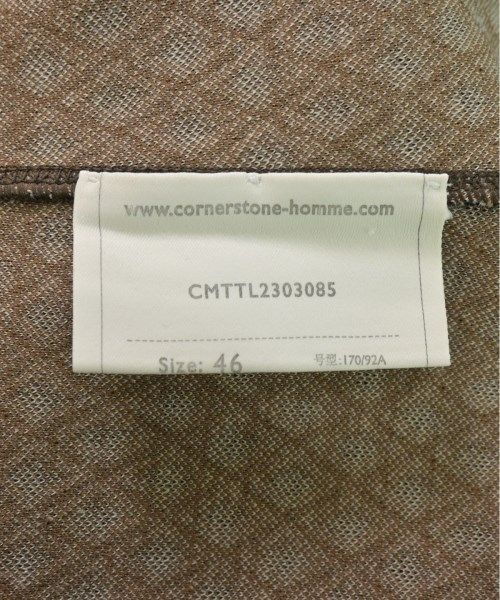 www.cornerstone-homme.com
CMTTL2303085
Size: 46 号型:170/92A